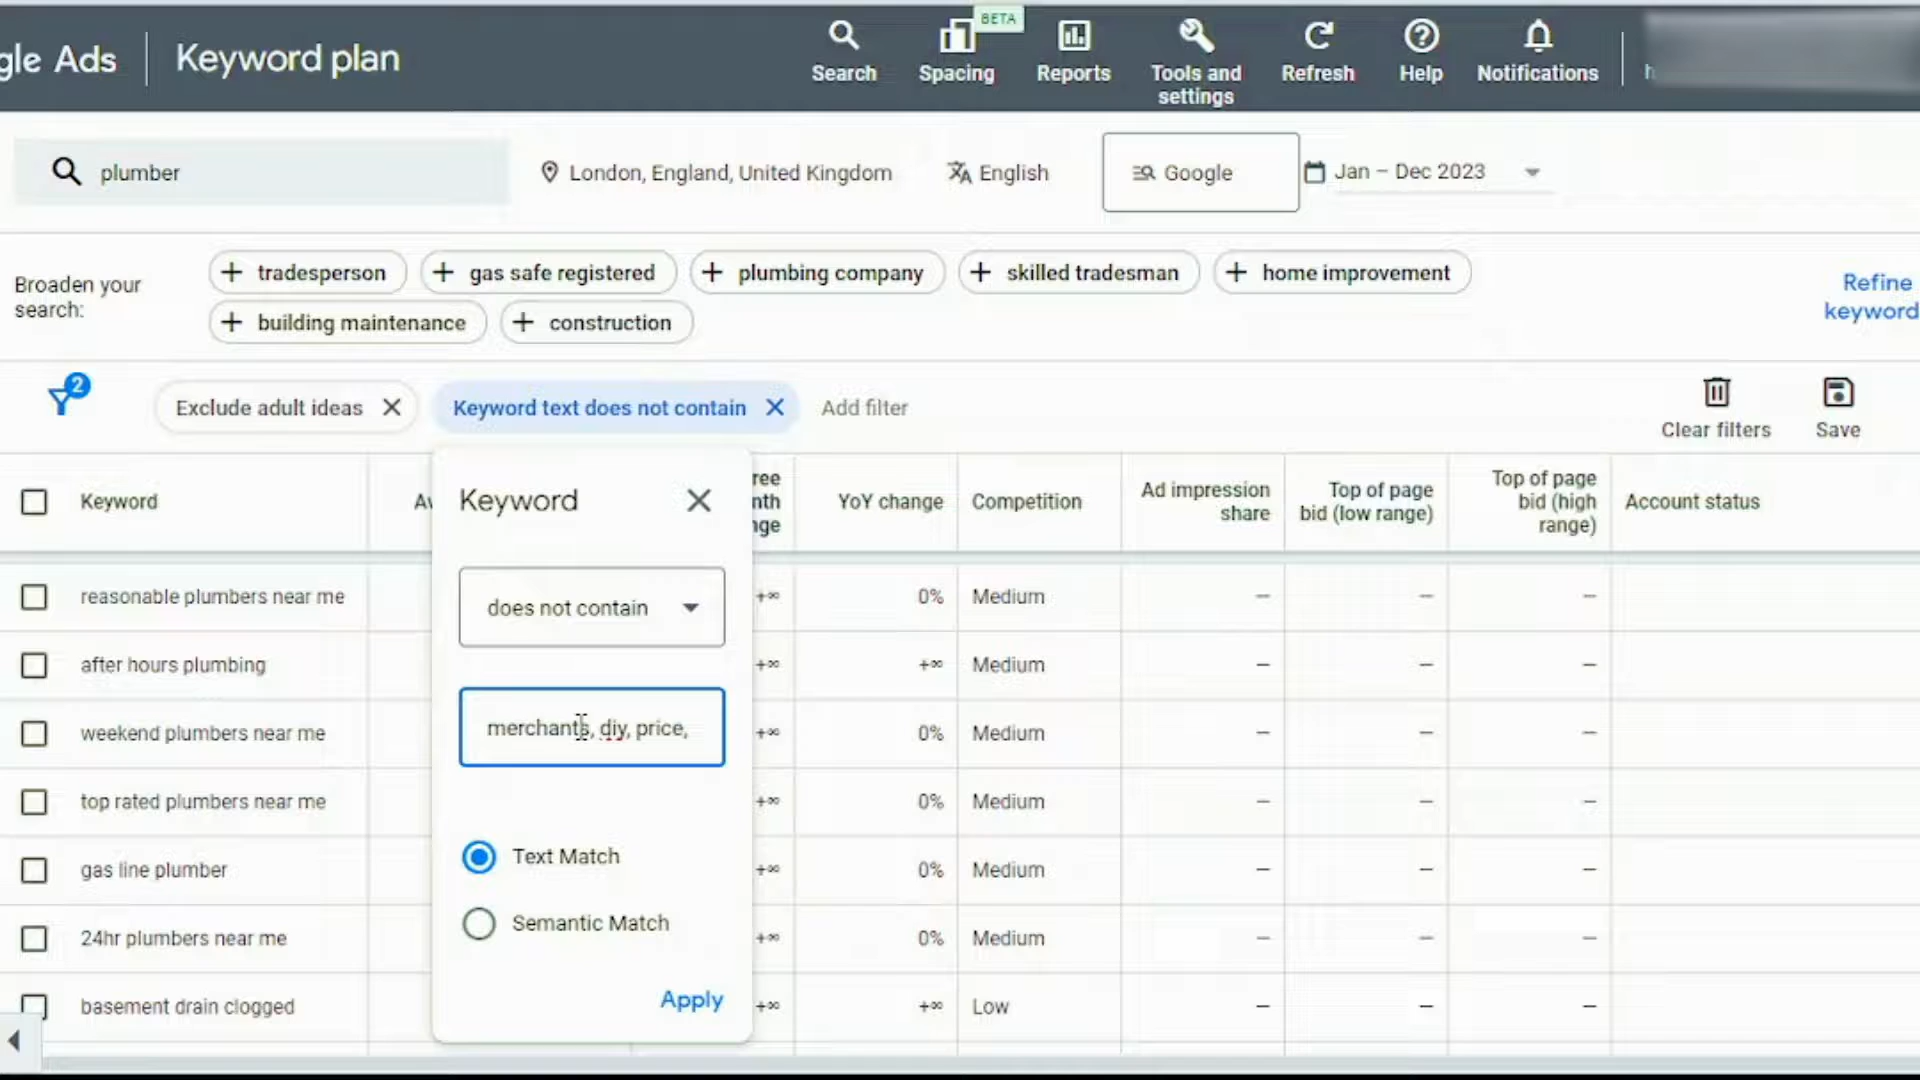 gle Ads
Keyword plan
Search
BETA
Spacing
Reports
Tools and
settings
Refresh
Help
Notifications
h
plumber
London, England, United Kingdom
English
Google
Jan – Dec 2023
Broaden your
search:
tradesperson
gas safe registered
plumbing company
skilled tradesman
home improvement
building maintenance
construction
Refine
keyword
2
Exclude adult ideas
Keyword text does not contain
Add filter
Clear filters
Save
Keyword
Av
ree
nth
nge
YoY change
Competition
Ad impression
share
Top of page
bid (low range)
Top of page
bid (high
range)
Account status
Keyword
does not contain
merchants, diy, price,
Text Match
Semantic Match
Apply
reasonable plumbers near me +∞ 0% Medium – – –
after hours plumbing +∞ +∞ Medium – – –
weekend plumbers near me +∞ 0% Medium – – –
top rated plumbers near me +∞ 0% Medium – – –
gas line plumber +∞ 0% Medium – – –
24hr plumbers near me +∞ 0% Medium – – –
basement drain clogged +∞ +∞ Low – – –